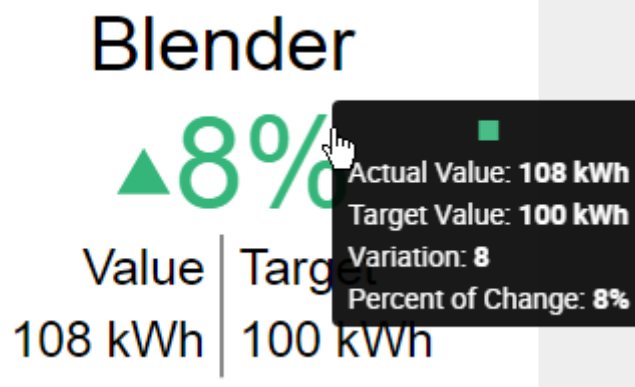 Blender
▲8%
Actual Value: 108 kWh
Target Value: 100 kWh
Variation: 8
Percent of Change: 8%
Value Target
108 kWh 100 kWh